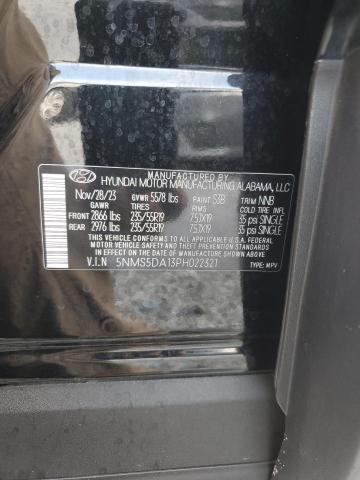 MANUFACTURED BY
HYUNDAI MOTOR MANUFACTURING ALABAMA, LLC
Nov/28/23 GVWR 5578 lbs PAINT S3B TRIM NNB
GAWR TIRES RIMS COLD TIRE INFL
FRONT 2866 lbs 235/55R19 7.5JX19 35 psi SINGLE
REAR 2976 lbs 235/55R19 7.5JX19 35 psi SINGLE
THIS VEHICLE CONFORMS TO ALL APPLICABLE U.S. FEDERAL
MOTOR VEHICLE SAFETY, BUMPER AND THEFT PREVENTION STANDARDS
IN EFFECT ON THE DATE OF MANUFACTURE SHOWN ABOVE.
V.I.N 5NMS5DA13PH022321 TYPE: MPV